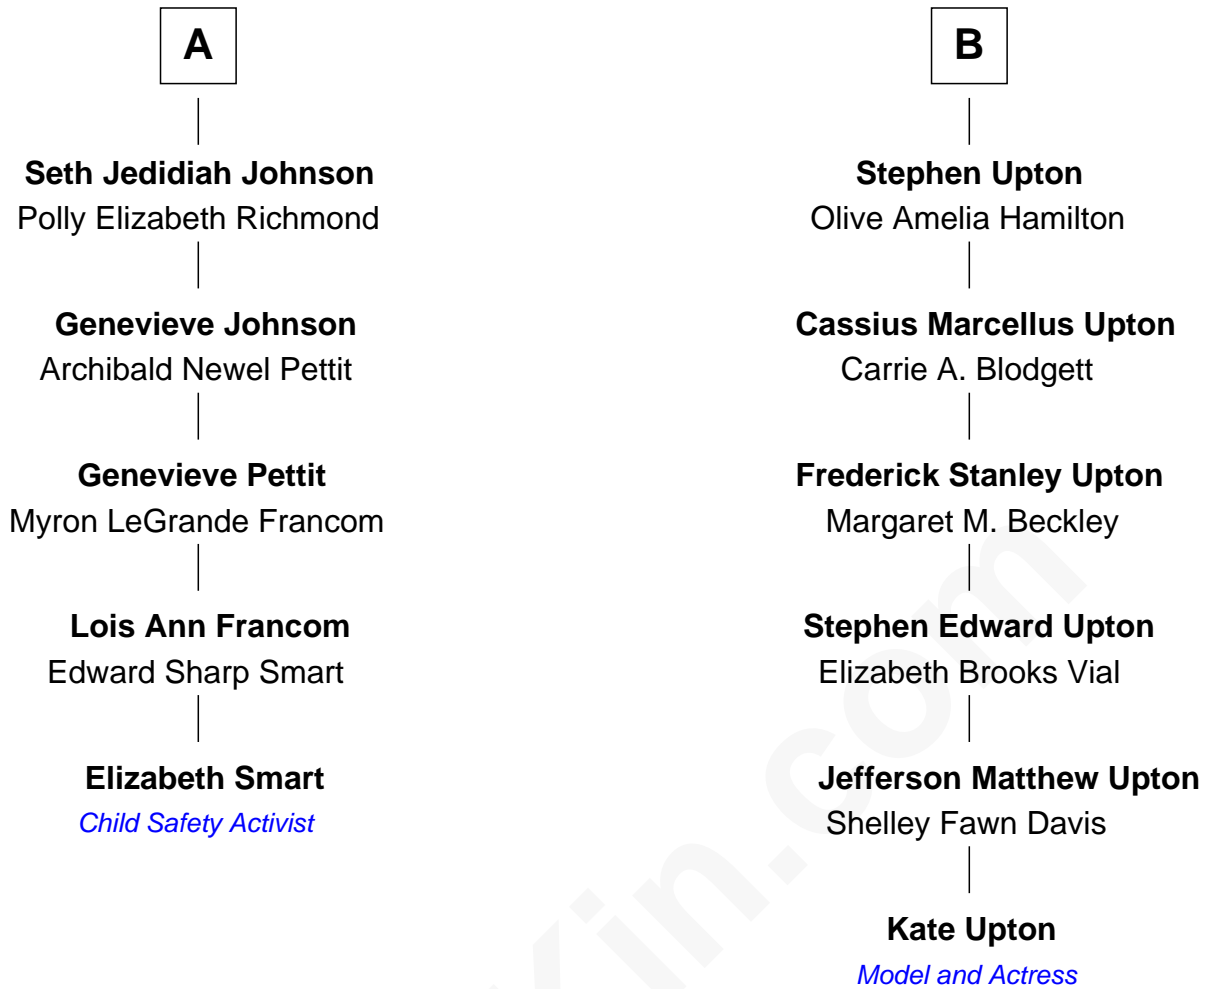 A
Seth Jedidiah Johnson
Polly Elizabeth Richmond
Genevieve Johnson
Archibald Newel Pettit
Genevieve Pettit
Myron LeGrande Francom
Lois Ann Francom
Edward Sharp Smart
Elizabeth Smart
Child Safety Activist
B
Stephen Upton
Olive Amelia Hamilton
Cassius Marcellus Upton
Carrie A. Blodgett
Frederick Stanley Upton
Margaret M. Beckley
Stephen Edward Upton
Elizabeth Brooks Vial
Jefferson Matthew Upton
Shelley Fawn Davis
Kate Upton
Model and Actress